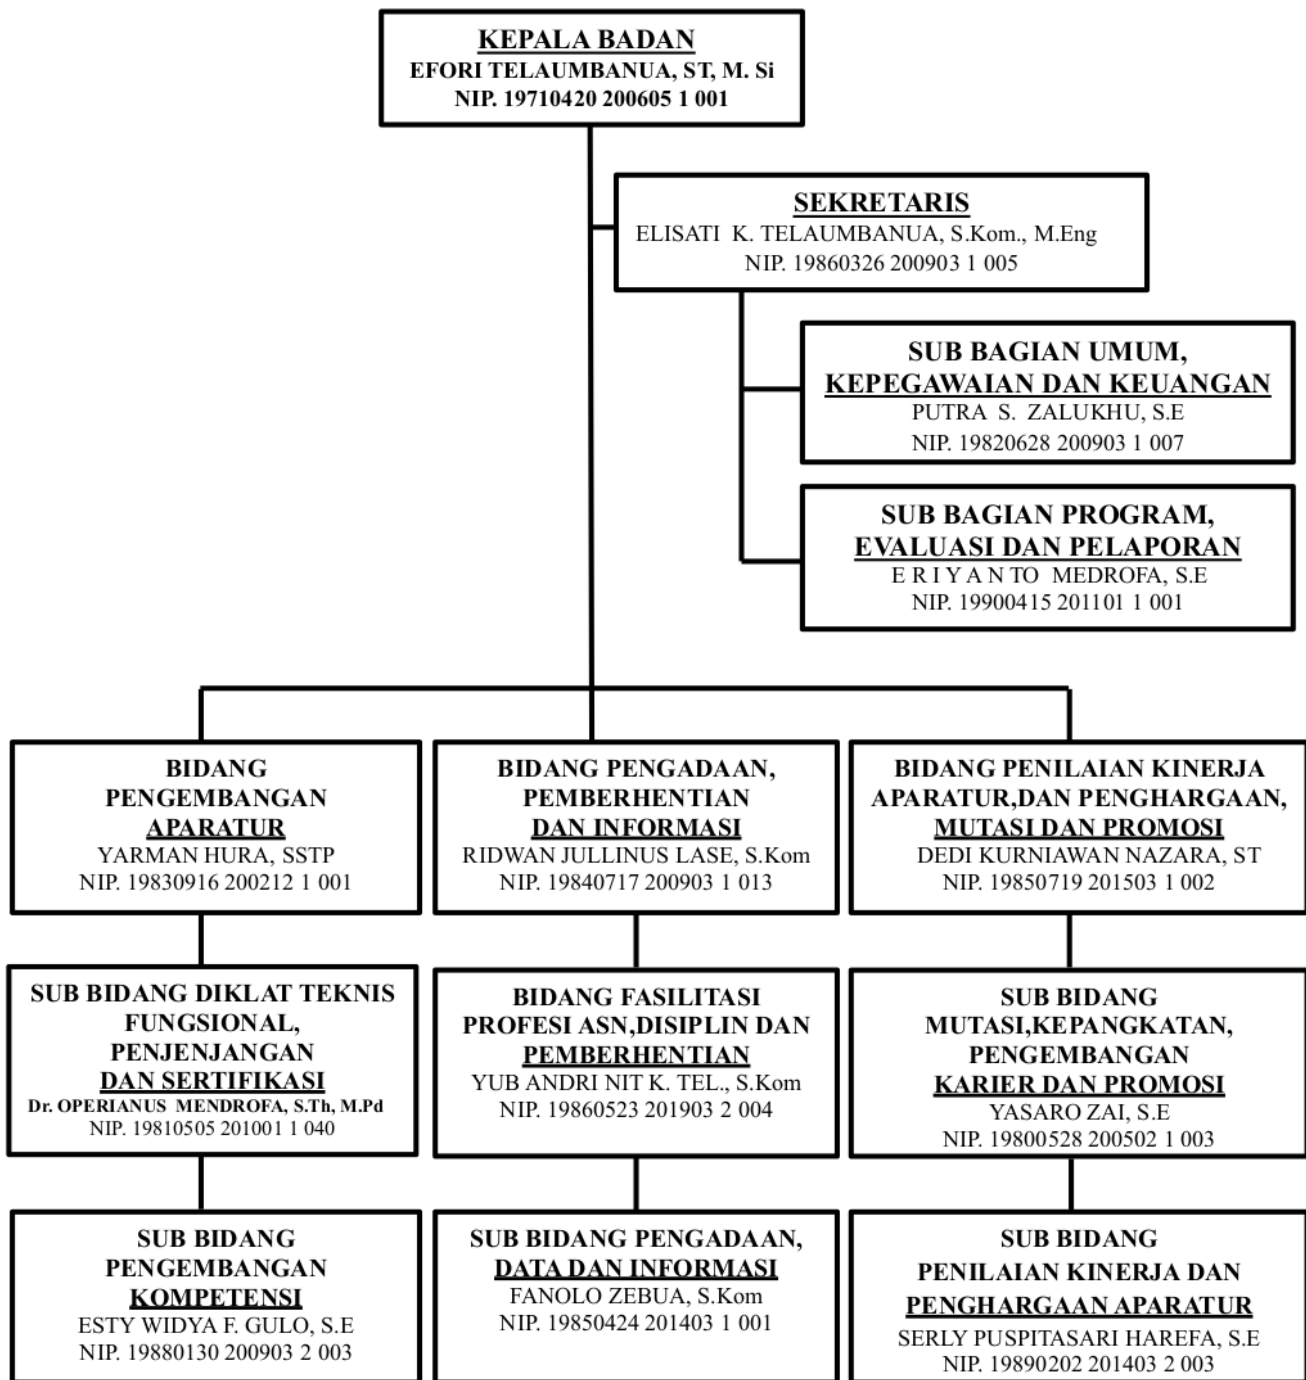 KEPALA BADAN
EFORI TELAUMBANUA, ST, M. Si
NIP. 19710420 200605 1 001
SEKRETARIS
ELISATI K. TELAUMBANUA, S.Kom., M.Eng
NIP. 19860326 200903 1 005
SUB BAGIAN UMUM,
KEPEGAWAIAN DAN KEUANGAN
PUTRA S. ZALUKHU, S.E
NIP. 19820628 200903 1 007
SUB BAGIAN PROGRAM,
EVALUASI DAN PELAPORAN
E R I Y A N TO MEDROFA, S.E
NIP. 19900415 201101 1 001
BIDANG
PENGEMBANGAN
APARATUR
YARMAN HURA, SSTP
NIP. 19830916 200212 1 001
BIDANG PENGADAAN,
PEMBERHENTIAN
DAN INFORMASI
RIDWAN JULLINUS LASE, S.Kom
NIP. 19840717 200903 1 013
BIDANG PENILAIAN KINERJA
APARATUR,DAN PENGHARGAAN,
MUTASI DAN PROMOSI
DEDI KURNIAWAN NAZARA, ST
NIP. 19850719 201503 1 002
SUB BIDANG DIKLAT TEKNIS
FUNGSIONAL,
PENJENJANGAN
DAN SERTIFIKASI
Dr. OPERIANUS MENDROFA, S.Th, M.Pd
NIP. 19810505 201001 1 040
BIDANG FASILITASI
PROFESI ASN,DISIPLIN DAN
PEMBERHENTIAN
YUB ANDRI NIT K. TEL., S.Kom
NIP. 19860523 201903 2 004
SUB BIDANG
MUTASI,KEPANGKATAN,
PENGEMBANGAN
KARIER DAN PROMOSI
YASARO ZAI, S.E
NIP. 19800528 200502 1 003
SUB BIDANG
PENGEMBANGAN
KOMPETENSI
ESTY WIDYA F. GULO, S.E
NIP. 19880130 200903 2 003
SUB BIDANG PENGADAAN,
DATA DAN INFORMASI
FANOLO ZEBUA, S.Kom
NIP. 19850424 201403 1 001
SUB BIDANG
PENILAIAN KINERJA DAN
PENGHARGAAN APARATUR
SERLY PUSPITASARI HAREFA, S.E
NIP. 19890202 201403 2 003